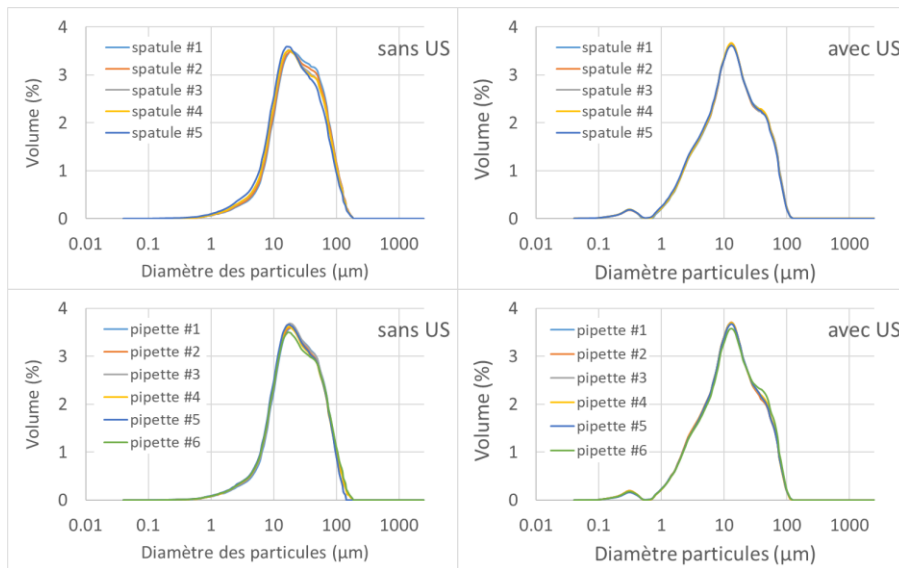 4
3
2
1
0
Volume (%)
spatule #1
spatule #2
spatule #3
spatule #4
spatule #5
sans US
0.01 0.1 1 10 100 1000
Diamètre des particules (µm)
4
3
2
1
0
Volume (%)
spatule #1
spatule #2
spatule #3
spatule #4
spatule #5
avec US
0.01 0.1 1 10 100 1000
Diamètre particules (µm)
4
3
2
1
0
Volume (%)
pipette #1
pipette #2
pipette #3
pipette #4
pipette #5
pipette #6
sans US
0.01 0.1 1 10 100 1000
Diamètre des particules (µm)
4
3
2
1
0
Volume (%)
pipette #1
pipette #2
pipette #3
pipette #4
pipette #5
pipette #6
avec US
0.01 0.1 1 10 100 1000
Diamètre particules (µm)